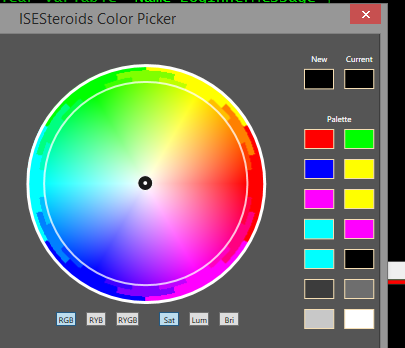 ISESteroids Color Picker
New Current
Palette
RGB RYB RYGB Sat Lum Bri